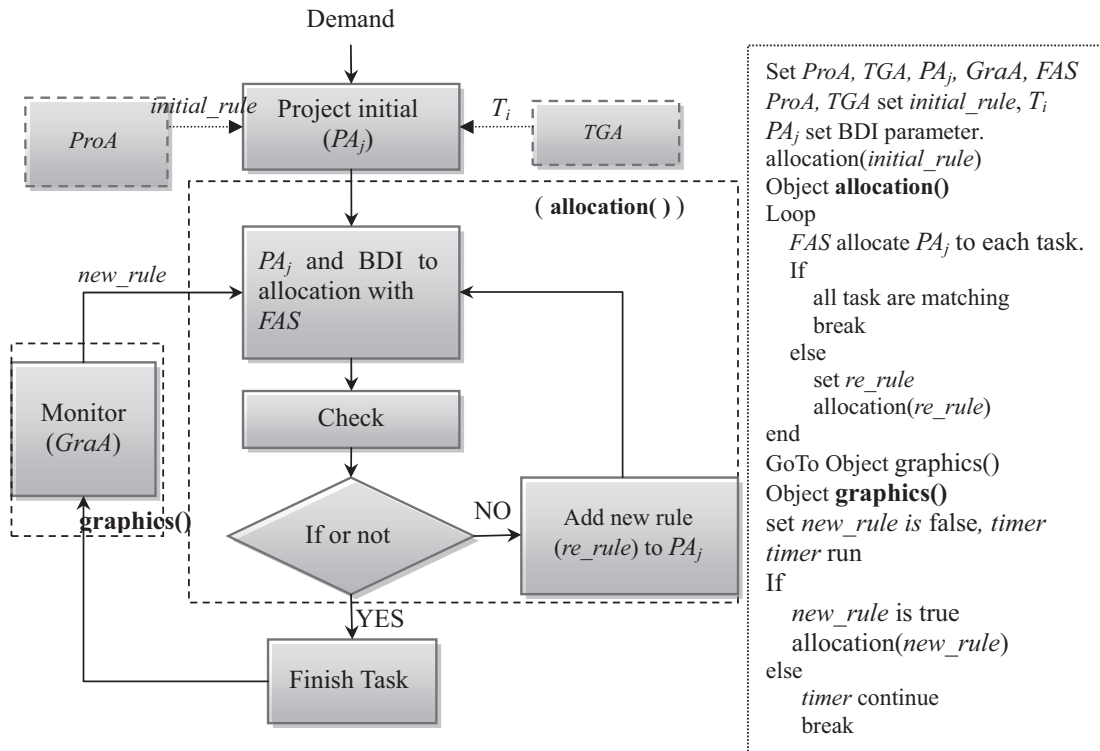 Demand
initial_rule
Project initial
(PAj)
Ti
ProA
TGA
( allocation( ) )
PAj and BDI to
allocation with
FAS
new_rule
Monitor
(GraA)
graphics()
Check
If or not
NO
Add new rule
(re_rule) to PAj
YES
Finish Task
Set ProA, TGA, PAj, GraA, FAS
ProA, TGA set initial_rule, Ti
PAj set BDI parameter.
allocation(initial_rule)
Object allocation()
Loop
FAS allocate PAj to each task.
If
all task are matching
break
else
set re_rule
allocation(re_rule)
end
GoTo Object graphics()
Object graphics()
set new_rule is false, timer
timer run
If
new_rule is true
allocation(new_rule)
else
timer continue
break